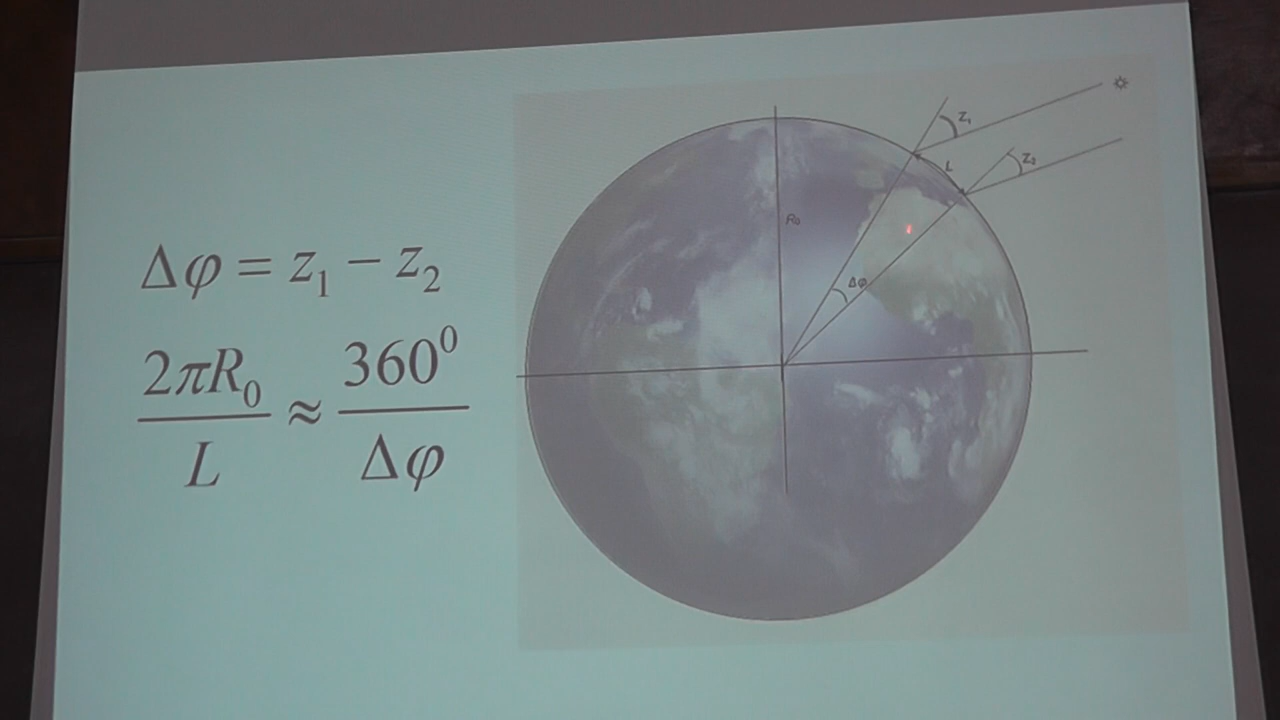 Δφ = z₁ − z₂
2πR₀ / L ≈ 360⁰ / Δφ
Z₁
L
Z₂
R₀
Δφ